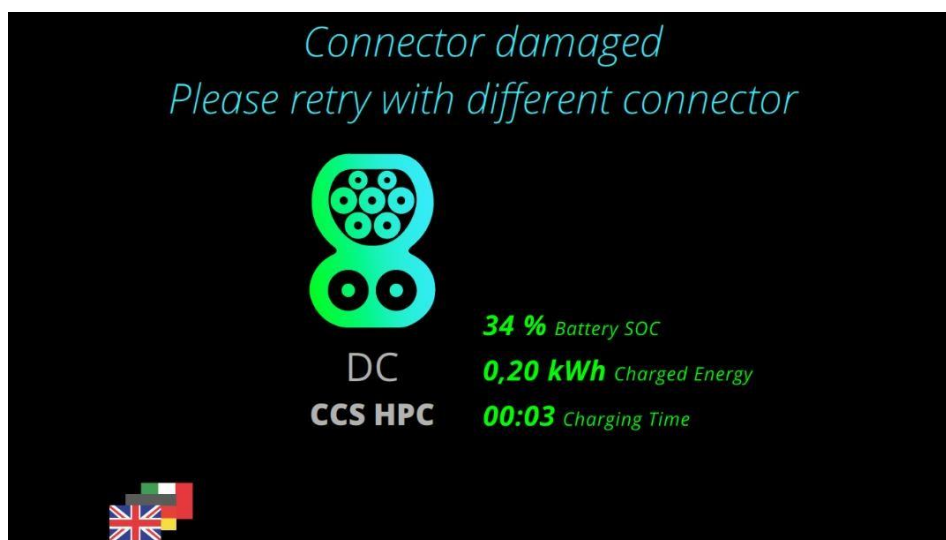 Connector damaged
Please retry with different connector
34 % Battery SOC
DC
0,20 kWh Charged Energy
CCS HPC
00:03 Charging Time